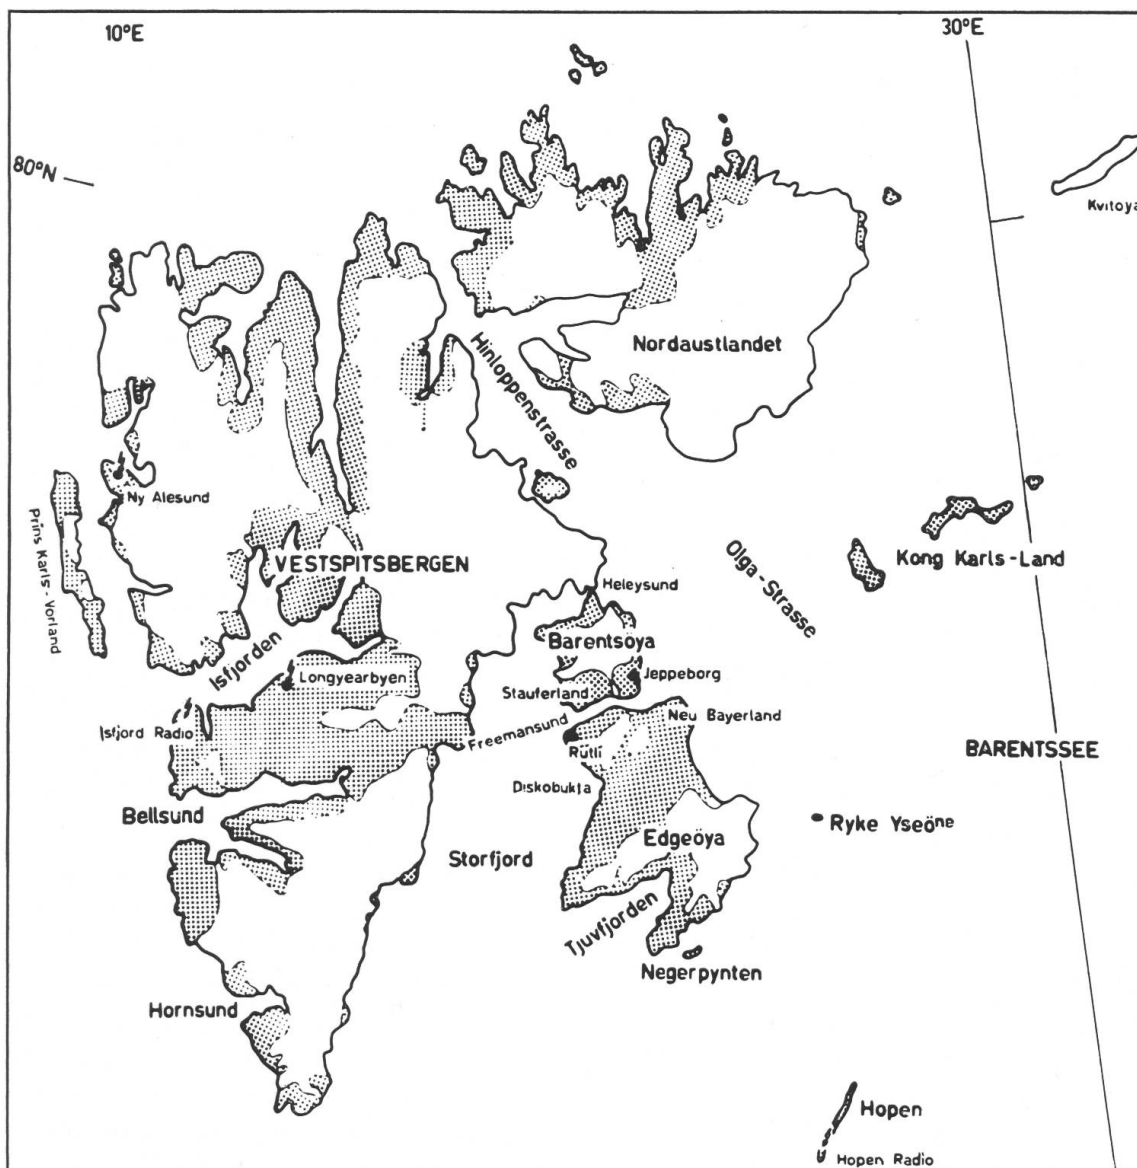 10°E
30°E
80°N
Kvitoya
Nordaustlandet
Hinloppenstrasse
Ny Alesund
Prins Karls - Vorland
VESTSPITSBERGEN
Olga-Strasse
Kong Karls-Land
Heleysund
Isfjorden
Barentsöya
Longyearbyen
Jeppeborg
Stauferland
Isfjord Radio
Freemansund
Neu Bayerland
Rütli
BARENTSSEE
Diskobukta
Bellsund
Ryke Yseöne
Edgeöya
Storfjord
Tjuvfjorden
Negerpynten
Hornsund
Hopen
Hopen Radio